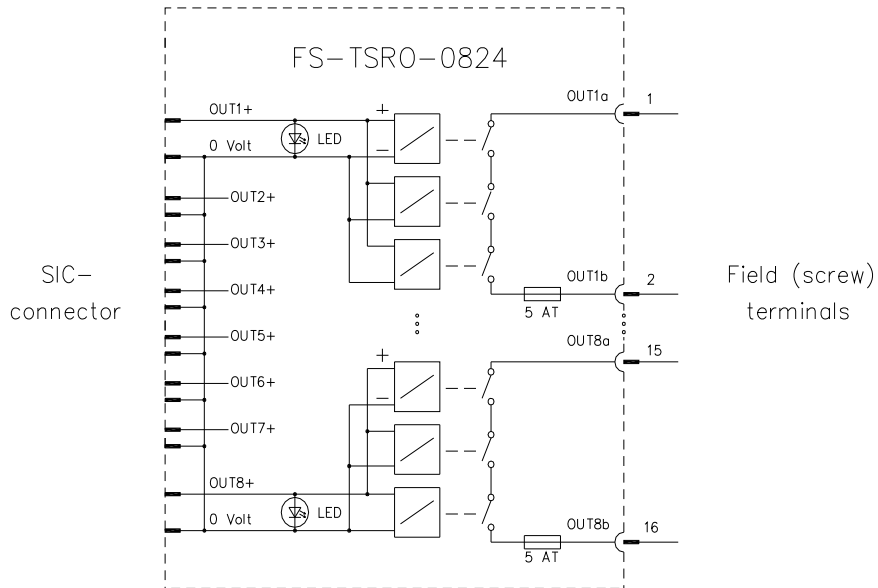 FS-TSRO-0824
OUT1+
LED
0 Volt
+
−
OUT1a
1
OUT2+
OUT3+
SIC-
connector
OUT4+
OUT5+
OUT6+
OUT7+
OUT1b
2
5 AT
Field (screw)
terminals
OUT8a
15
+
−
OUT8+
LED
0 Volt
OUT8b
16
5 AT